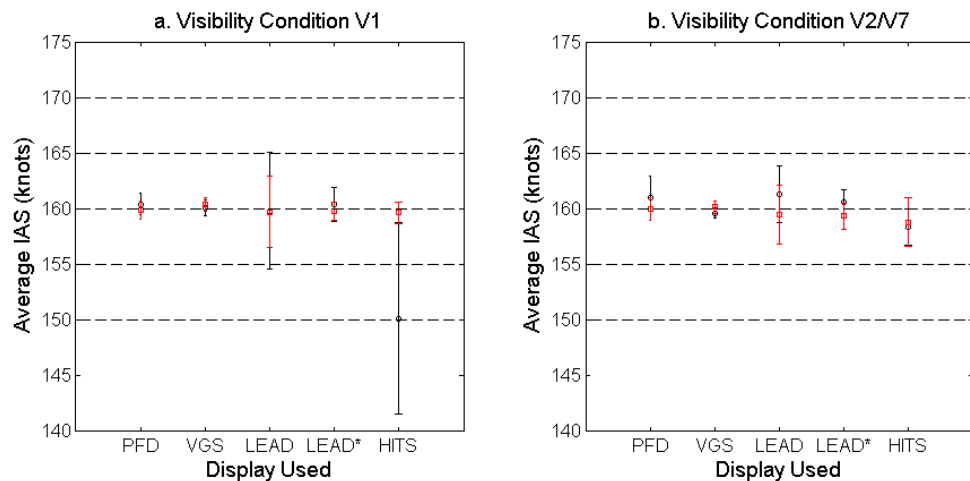 a. Visibility Condition V1
175
170
165
160
155
150
145
140
Average IAS (knots)
PFD VGS LEAD LEAD* HITS
Display Used
b. Visibility Condition V2/V7
175
170
165
160
155
150
145
140
Average IAS (knots)
PFD VGS LEAD LEAD* HITS
Display Used